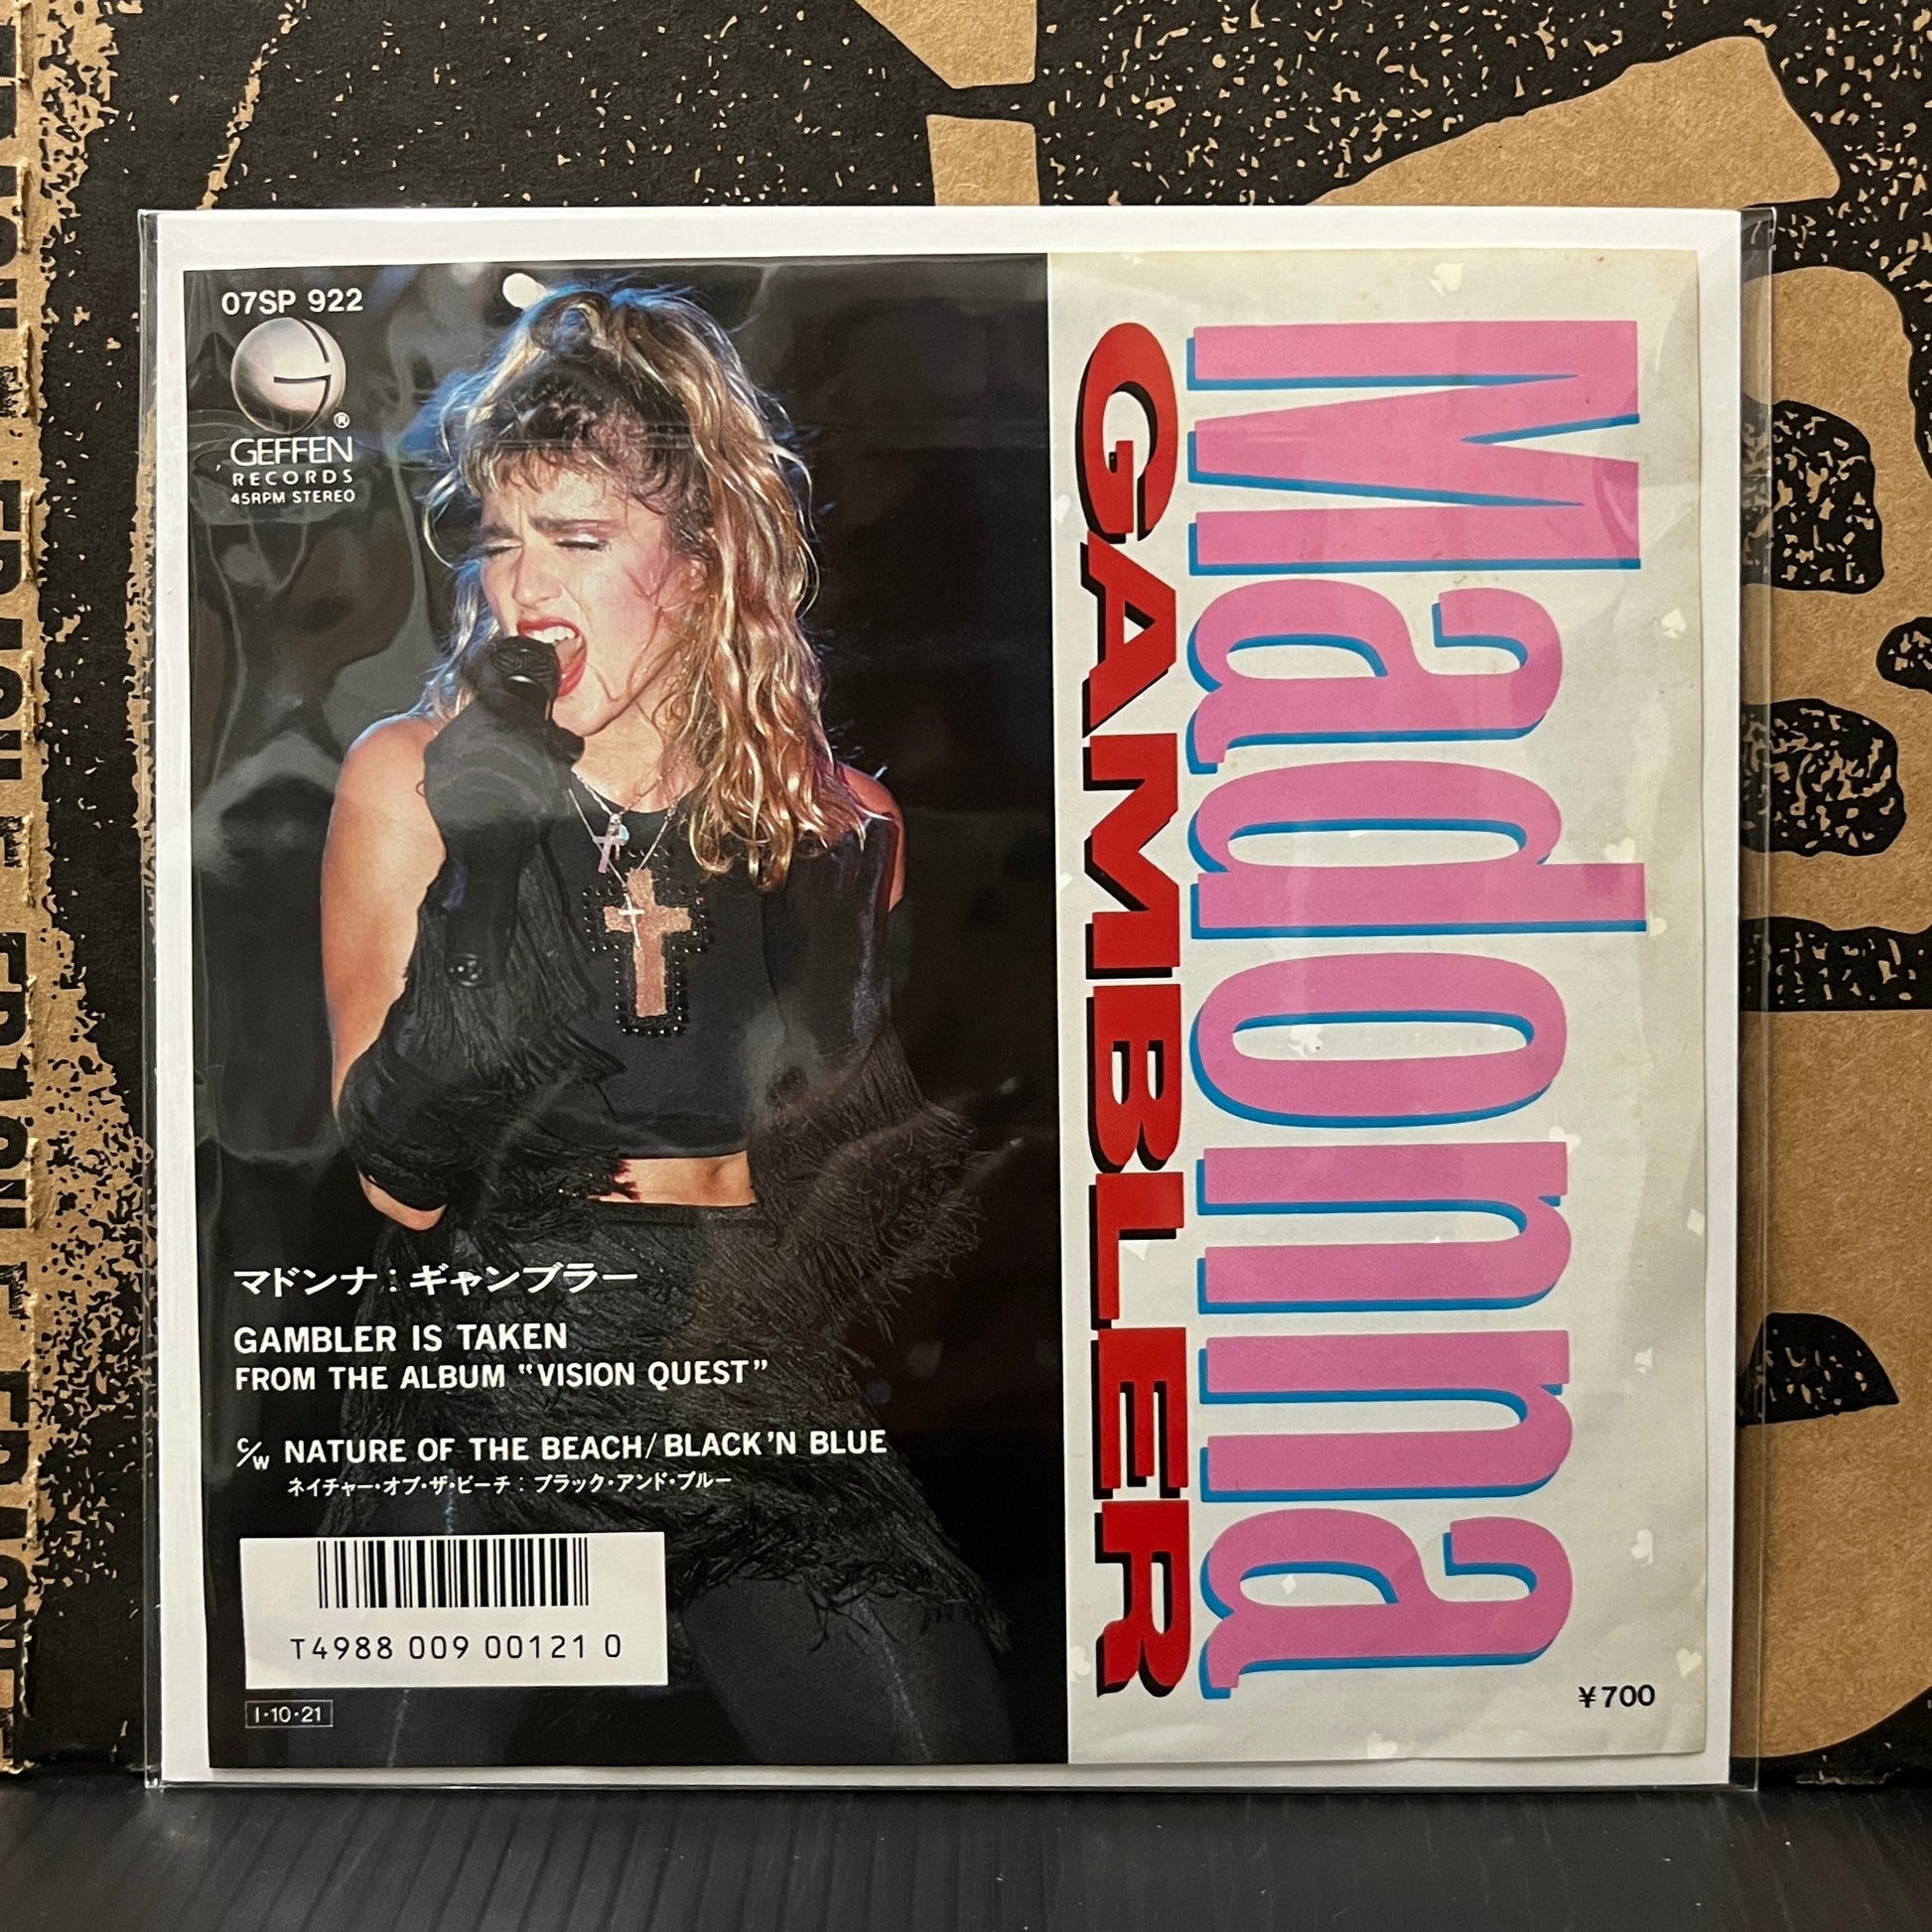 07SP 922
GEFFEN
RECORDS
45RPM STEREO
マドンナ:ギャンブラー
GAMBLER IS TAKEN
FROM THE ALBUM “VISION QUEST”
c/w NATURE OF THE BEACH/BLACK 'N BLUE
ネイチャー・オブ・ザ・ビーチ:ブラック・アンド・ブルー
T4988 009 00121 0
I・10・21
Madonna
GAMBLER
¥700